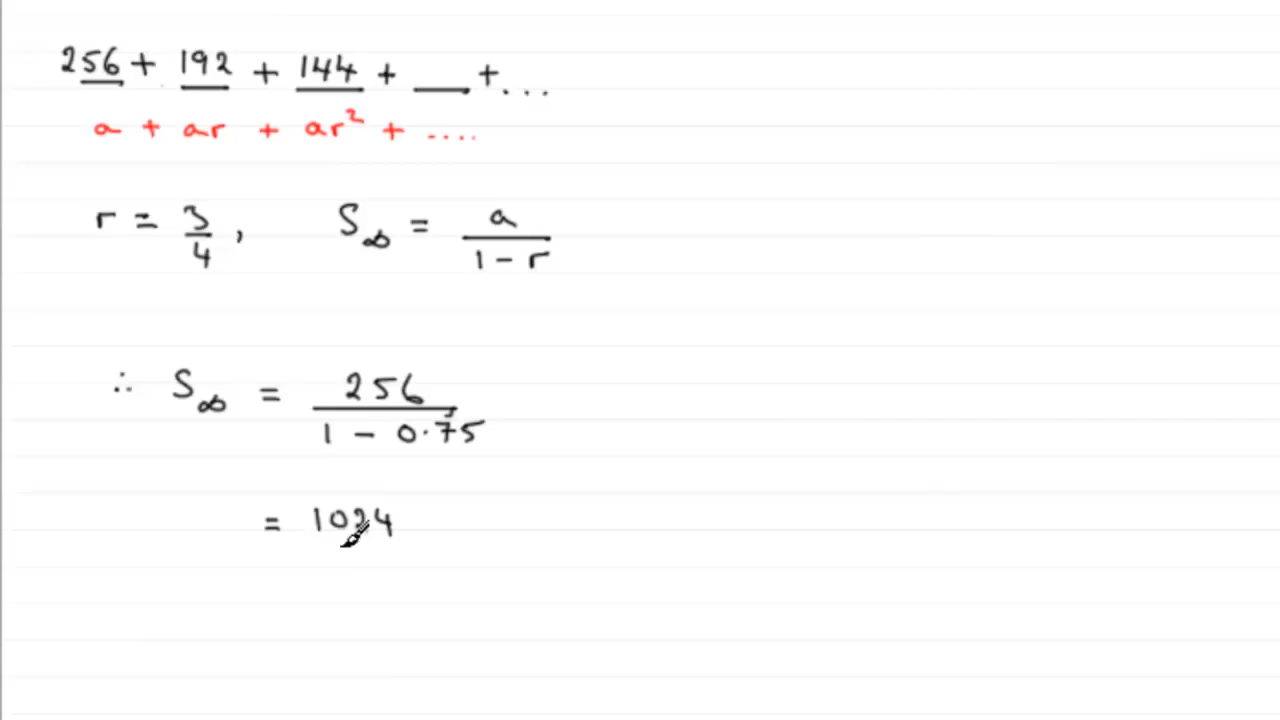 256 + 192 + 144 + ___ + ...
a + ar + ar² + ....
r = 3/4 , S∞ = a/(1 - r)
∴ S∞ = 256/(1 - 0.75)
= 1024